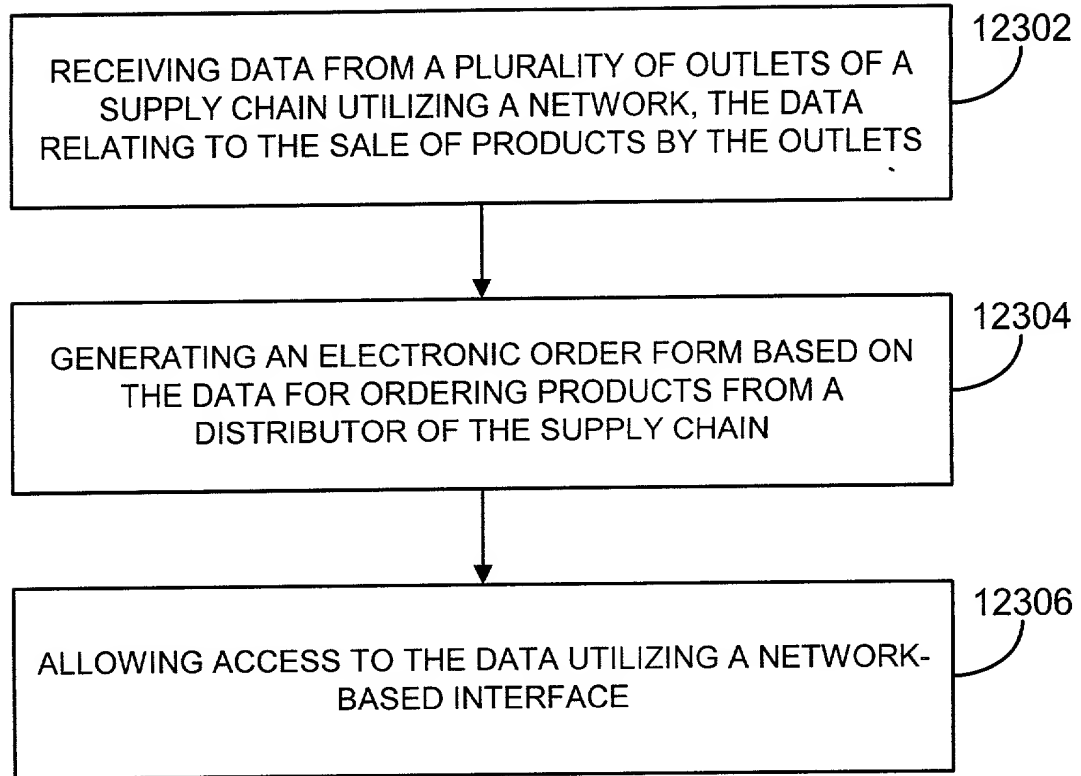 12302
RECEIVING DATA FROM A PLURALITY OF OUTLETS OF A
SUPPLY CHAIN UTILIZING A NETWORK, THE DATA
RELATING TO THE SALE OF PRODUCTS BY THE OUTLETS
12304
GENERATING AN ELECTRONIC ORDER FORM BASED ON
THE DATA FOR ORDERING PRODUCTS FROM A
DISTRIBUTOR OF THE SUPPLY CHAIN
12306
ALLOWING ACCESS TO THE DATA UTILIZING A NETWORK-
BASED INTERFACE